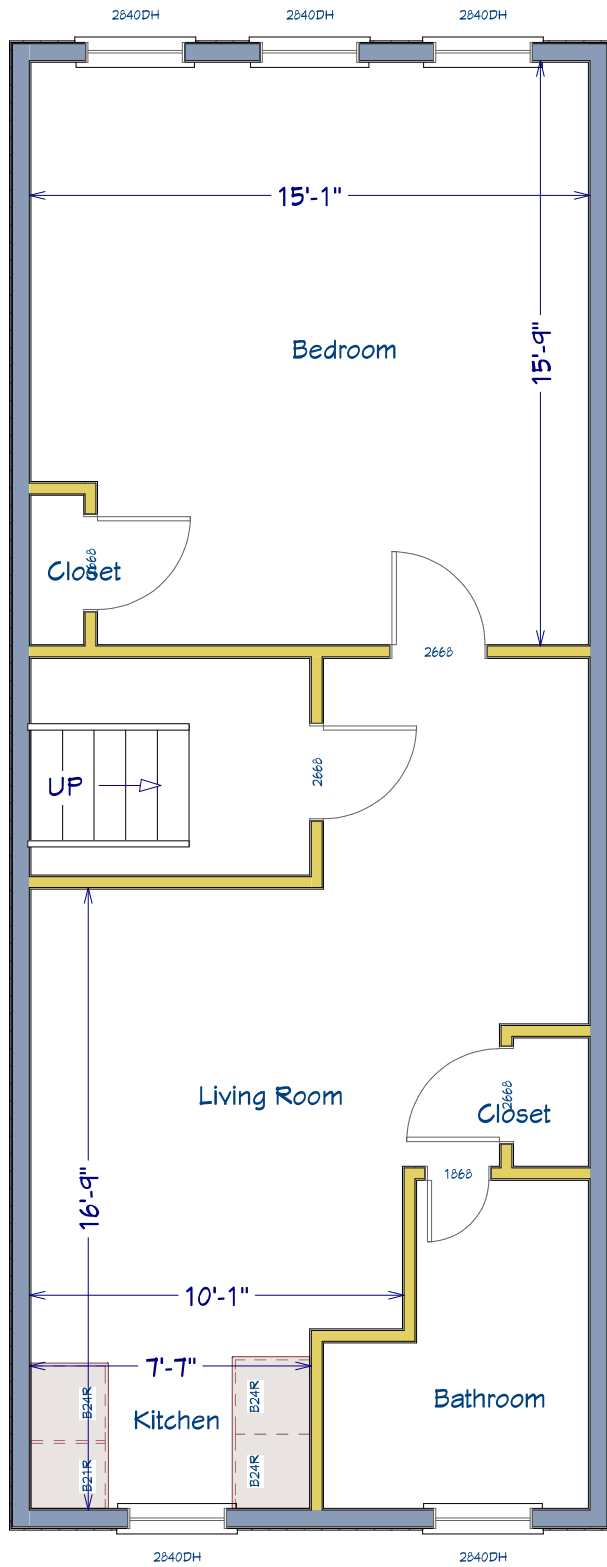 2840DH 2840DH 2840DH
15'-1"
15'-9"
Bedroom
Closet
2668
2668
2668
UP
Living Room
2668
Closet
1868
16'-9"
10'-1"
7'-7"
B24R
B24R
Kitchen
Bathroom
B21R
B24R
2840DH 2840DH